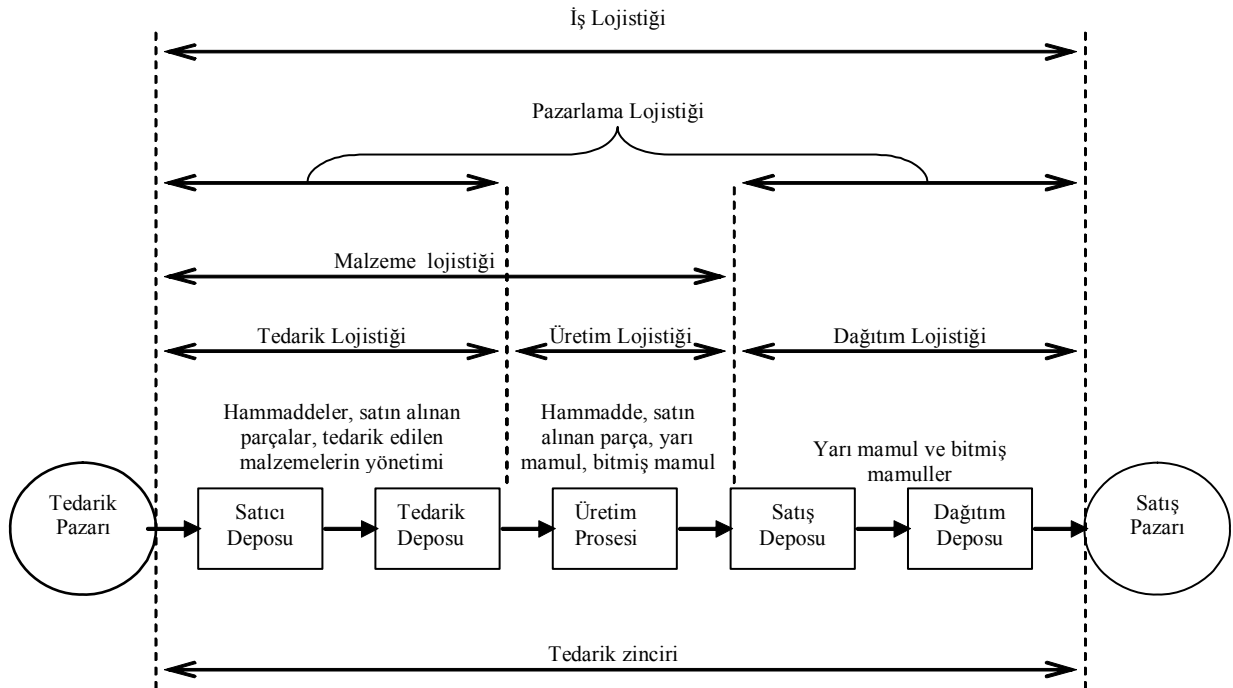 İş Lojistiği
Pazarlama Lojistiği
Malzeme lojistiği
Tedarik Lojistiği
Üretim Lojistiği
Dağıtım Lojistiği
Hammaddeler, satın alınan
parçalar, tedarik edilen
malzemelerin yönetimi
Hammadde, satın
alınan parça, yarı
mamul, bitmiş mamul
Yarı mamul ve bitmiş
mamuller
Tedarik
Pazarı
Satıcı
Deposu
Tedarik
Deposu
Üretim
Prosesi
Satış
Deposu
Dağıtım
Deposu
Satış
Pazarı
Tedarik zinciri